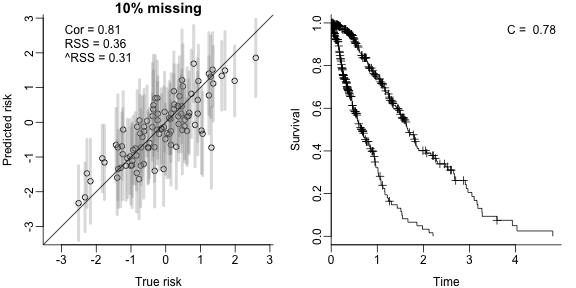 10% missing
Cor = 0.81
RSS = 0.36
^RSS = 0.31
Predicted risk
3
2
1
0
-1
-2
-3
-3 -2 -1 0 1 2 3
True risk
C = 0.78
Survival
1.0
0.8
0.6
0.4
0.2
0.0
0 1 2 3 4
Time